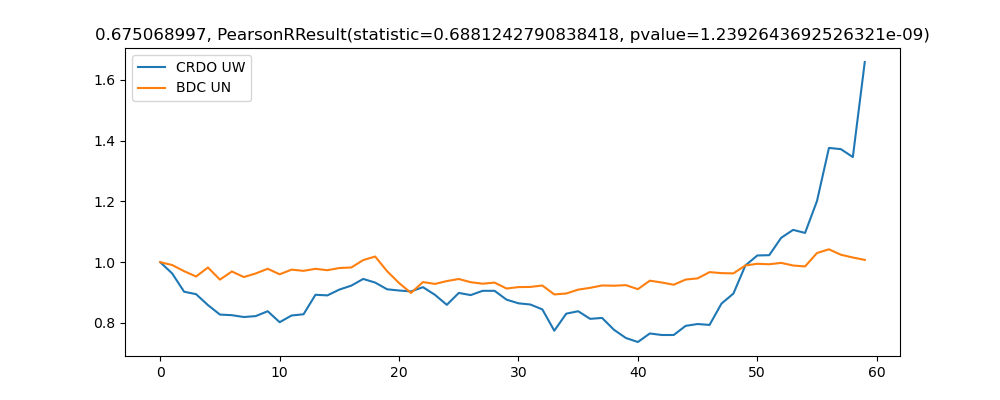 0.675068997, PearsonRResult(statistic=0.6881242790838418, pvalue=1.2392643692526321e-09)
CRDO UW
BDC UN
1.6
1.4
1.2
1.0
0.8
0 10 20 30 40 50 60